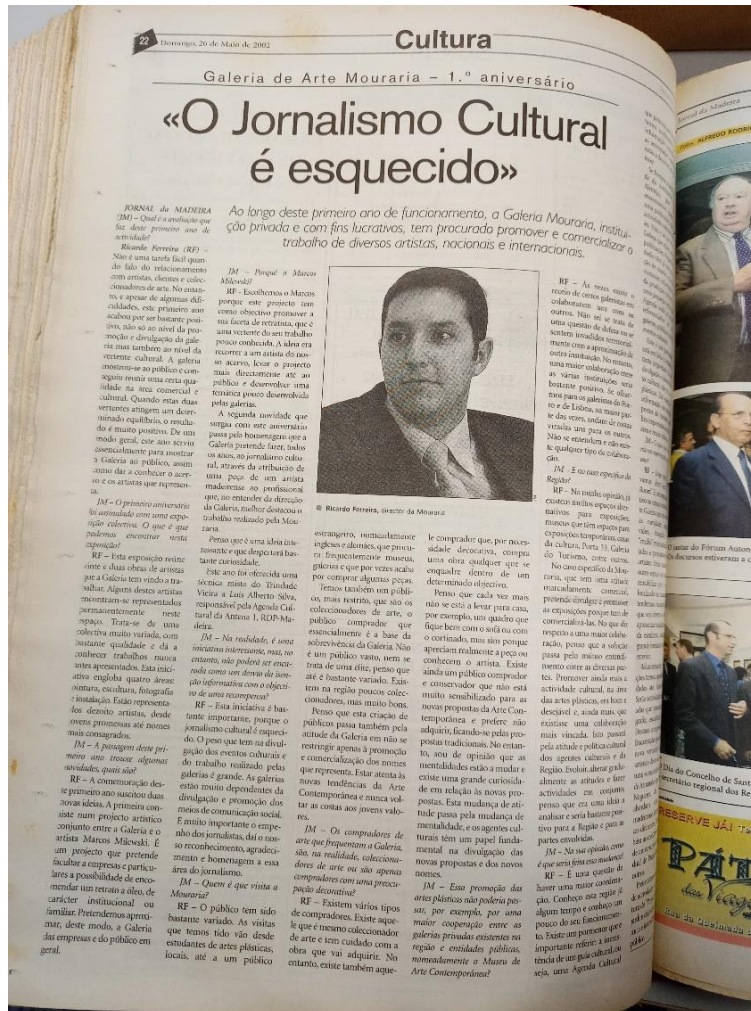 22
Domingo, 26 de Maio de 2002
Cultura
Galeria de Arte Mouraria – 1.º aniversário
«O Jornalismo Cultural
é esquecido»
Ao longo deste primeiro ano de funcionamento, a Galeria Mouraria, institui-
ção privada e com fins lucrativos, tem procurado promover e comercializar o
trabalho de diversos artistas, nacionais e internacionais.
JORNAL da MADEIRA
(JM) – Qual é a avaliação que
faz deste primeiro ano de
actividade?
Ricardo Ferreira (RF) –
Não é uma tarefa fácil quan-
do falo do relacionamento
com artistas, clientes e colec-
cionadores de arte. No entan-
to, e apesar de algumas difi-
culdades, este primeiro ano
acabou por ser bastante posi-
tivo, não só ao nível da pro-
moção e divulgação da gale-
ria mas também ao nível da
vertente cultural. A galeria
mostrou-se ao público e con-
seguiu reunir uma certa qua-
lidade na área comercial e
cultural. Quando estas duas
vertentes atingem um deter-
minado equilíbrio, o resulta-
do é muito positivo. De um
modo geral, este ano serviu
essencialmente para mostrar
a Galeria ao público, assim
como dar a conhecer o acer-
vo e os artistas que represen-
ta.
JM – O primeiro aniversário
foi assinalado com uma expo-
sição colectiva. O que é que
podemos encontrar nesta
exposição?
RF – Esta exposição reúne
vinte e duas obras de artistas
que a Galeria tem vindo a tra-
balhar. Alguns destes artistas
encontram-se representados
permanentemente neste
espaço. Trata-se de uma
colectiva muito variada, com
bastante qualidade e dá a
conhecer trabalhos nunca
antes apresentados. Esta inici-
ativa engloba quatro áreas:
pintura, escultura, fotografia
e instalação. Estão representa-
dos dezoito artistas, desde
jovens promessas até nomes
mais consagrados.
JM – A passagem deste pri-
meiro ano trouxe algumas
novidades, quais são?
RF – A comemoração des-
se primeiro ano suscitou duas
novas ideias. A primeira con-
siste num projecto artístico
conjunto entre a Galeria e o
artista Marcos Milewski. É
um projecto que pretende
facultar a empresas e particu-
lares a possibilidade de enco-
mendar um retrato a óleo, de
carácter institucional ou
familiar. Pretendemos aproxi-
mar, deste modo, a Galeria
das empresas e do público em
geral.
JM – Porquê o Marcos
Milewski?
RF - Escolhemos o Marcos
porque este projecto tem
como objectivo promover a
sua faceta de retratista, que é
uma vertente do seu trabalho
pouco conhecida. A ideia era
recorrer a um artista do nos-
so acervo, levar o projecto
mais directamente até ao
público e desenvolver uma
temática pouco desenvolvida
pelas galerias.
A segunda novidade que
surgiu com este aniversário
passa pela homenagem que a
Galeria pretende fazer, todos
os anos, ao jornalismo cultu-
ral, através da atribuição de
uma peça de um artista
madeirense ao profissional
que, no entender da direcção
da Galeria, melhor destacou o
trabalho realizado pela Mou-
raria.
Penso que é uma ideia inte-
ressante e que despertará bas-
tante curiosidade.
Este ano foi oferecida uma
técnica mista do Trindade
Vieira a Luís Alberto Silva,
responsável pela Agenda Cul-
tural da Antena 1, RDP-Ma-
deira.
JM – Na realidade, é uma
iniciativa interessante, mas, no
entanto, não poderá ser enca-
rada como um desvio da isen-
ção informativa com o objecti-
vo de uma recompensa?
RF – Esta iniciativa é bas-
tante importante, porque o
jornalismo cultural é esqueci-
do. O peso que tem na divul-
gação dos eventos culturais e
do trabalho realizado pelas
galerias é grande. As galerias
estão muito dependentes da
divulgação e promoção dos
meios de comunicação social.
É muito importante o empe-
nho dos jornalistas, daí o nos-
so reconhecimento, agradeci-
mento e homenagem a essa
área do jornalismo.
JM – Quem é que visita a
Mouraria?
RF – O público tem sido
bastante variado. As visitas
que temos tido vão desde
estudantes de artes plásticas,
locais, até a um público
Ricardo Ferreira, director da Mouraria
estrangeiro, nomeadamente
ingleses e alemães, que procu-
ra frequentemente museus,
galerias e que por vezes acaba
por comprar algumas peças.
Temos também um públi-
co, mais restrito, que são os
coleccionadores de arte, o
público comprador que
essencialmente é a base da
sobrevivência da Galeria. Não
é um público vasto, nem se
trata de uma elite, penso que
até é bastante variado. Exis-
tem na região poucos colec-
cionadores, mas muito bons.
Penso que esta criação de
públicos passa também pela
atitude da Galeria em não se
restringir apenas à promoção
e comercialização dos nomes
que representa. Estar atenta às
novas tendências da Arte
Contemporânea e nunca vol-
tar as costas aos jovens valo-
res.
JM – Os compradores de
arte que frequentam a Galeria,
são, na realidade, colecciona-
dores de arte ou são apenas
compradores com uma preocu-
pação decorativa?
RF – Existem vários tipos
de compradores. Existe aque-
le que é mesmo coleccionador
de arte e tem cuidado com a
obra que vai adquirir. No
entanto, existe também aque-
le comprador que, por neces-
sidade decorativa, compra
uma obra qualquer que se
enquadre dentro de um
determinado objectivo.
Penso que cada vez mais
não se está a levar para casa,
por exemplo, um quadro que
fique bem com o sofá ou com
o cortinado, mas sim porque
apreciam realmente a peça ou
conhecem o artista. Existe
ainda um público comprador
e conservador que não está
muito sensibilizado para as
novas propostas da Arte Con-
temporânea e prefere não
adquirir, ficando-se pelas pro-
postas tradicionais. No entan-
to, sou de opinião que as
mentalidades estão a mudar e
existe uma grande curiosida-
de em relação às novas pro-
postas. Esta mudança de ati-
tude passa pela mudança de
mentalidade, e os agentes cul-
turais têm um papel funda-
mental na divulgação das
novas propostas e dos novos
nomes.
JM – Essa promoção das
artes plásticas não poderia pas-
sar, por exemplo, por uma
maior cooperação entre as
galerias privadas existentes na
região e entidades públicas,
nomeadamente o Museu de
Arte Contemporânea?
RF – Às vezes existe o
receio de certos galeristas em
colaborarem uns com os
outros. Não sei se trata de
uma questão de defesa ou se
sentem invadidos territorial-
mente com a aproximação de
outra instituição. No entanto,
uma maior colaboração entre
as várias instituições seria
bastante positivo. Se olhar-
mos para os galeristas do Por-
to e de Lisboa, na maior par-
te das vezes, andam de costas
viradas uns para os outros.
Não se entendem e não exis-
te qualquer tipo de colabora-
ção.
JM – E no caso específico da
Região?
RF – Na minha opinião, já
existem muitos espaços alter-
nativos para exposições,
museus que têm espaços para
exposições temporárias, casas
da cultura, Porta 33, Galeria
do Turismo, entre outros.
No caso específico da Mou-
raria, que tem uma atitude
marcadamente comercial,
pretende divulgar e promover
as exposições porque tem de
comercializá-las. No que diz
respeito a uma maior colabo-
ração, penso que a solução
passa pelo mútuo entendi-
mento entre as diversas par-
tes. Promover ainda mais a
actividade cultural, na área
das artes plásticas, era bom e
desejável e, ainda mais, que
existisse uma colaboração
mais vincada. Isto passará
pela atitude e política cultural
dos agentes culturais e da
Região. Evoluir, alterar gradu-
almente as atitudes e fazer
actividades em conjunto,
penso que era uma ideia a
analisar e seria bastante posi-
tivo para a Região e para as
partes envolvidas.
JM – Na sua opinião, como
é que seria feita essa mudança?
RF – É uma questão de
haver uma maior coordena-
ção. Conheço esta região já
algum tempo e conheço um
pouco do seu funcionamen-
to. Existe um pormenor que é
importante referir: a inexis-
tência de um guia cultural, ou
seja, uma Agenda Cultural
Jornal da Madeira
Foto: ALFREDO RODRI
O jantar do Fórum Auton
s discursos estiveram a c
Dia do Concelho de Sant
secretário regional dos Re
RESERVE JÁ!
PÁT
das Viage
Rua da Queimada d